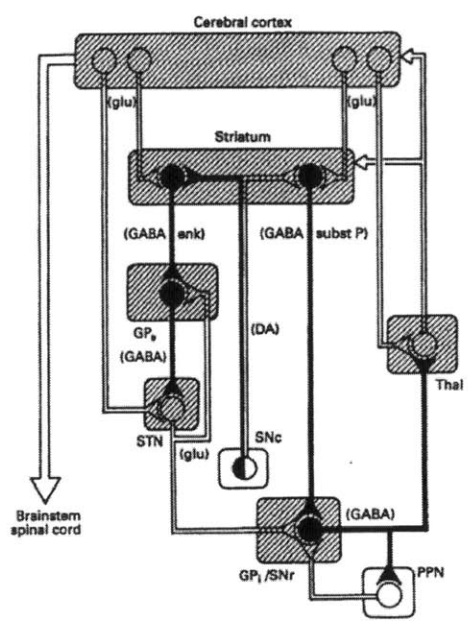 Cerebral cortex
(glu)
(glu)
Striatum
(GABA enk)
(GABA subst P)
GPe
(GABA)
(DA)
Thal
STN
(glu)
SNc
Brainstem
spinal cord
(GABA)
GPi/SNr
PPN